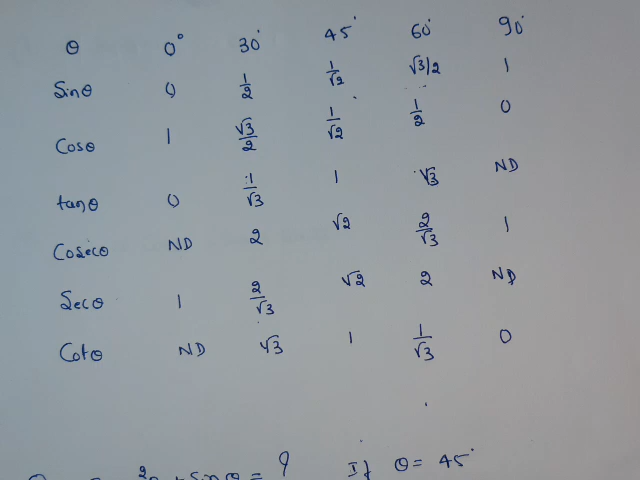 θ 0° 30° 45° 60° 90°
Sinθ 0 1/2 1/√2 √3/2 1
Cosθ 1 √3/2 1/√2 1/2 0
tanθ 0 1/√3 1 √3 ND
Cosecθ ND 2 √2 2/√3 1
Secθ 1 2/√3 √2 2 ND
Cotθ ND √3 1 1/√3 0
+ Sinθ = ? If θ = 45°